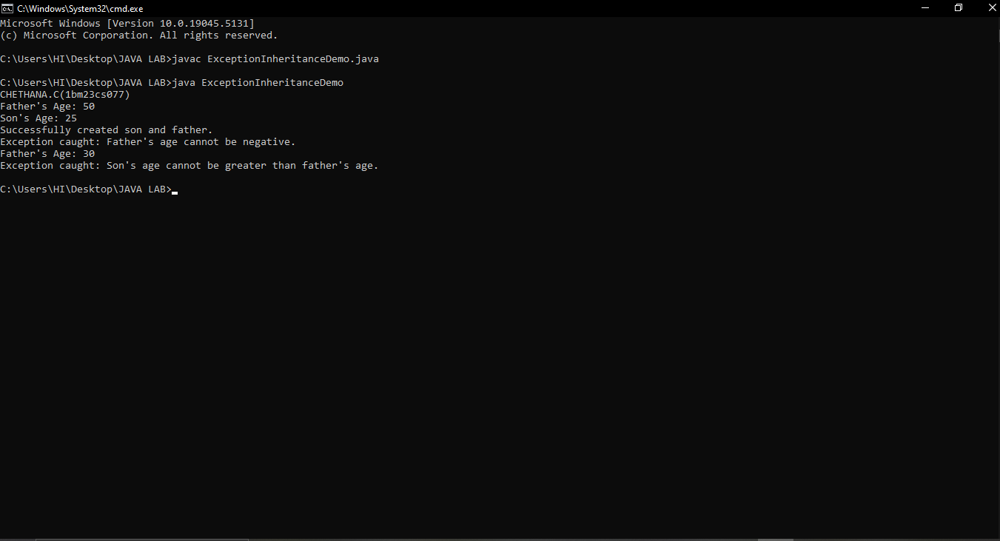 C:\Windows\System32\cmd.exe
Microsoft Windows [Version 10.0.19045.5131]
(c) Microsoft Corporation. All rights reserved.
C:\Users\HI\Desktop\JAVA LAB>javac ExceptionInheritanceDemo.java
C:\Users\HI\Desktop\JAVA LAB>java ExceptionInheritanceDemo
CHETHANA.C(1bm23cs077)
Father's Age: 50
Son's Age: 25
Successfully created son and father.
Exception caught: Father's age cannot be negative.
Father's Age: 30
Exception caught: Son's age cannot be greater than father's age.
C:\Users\HI\Desktop\JAVA LAB>